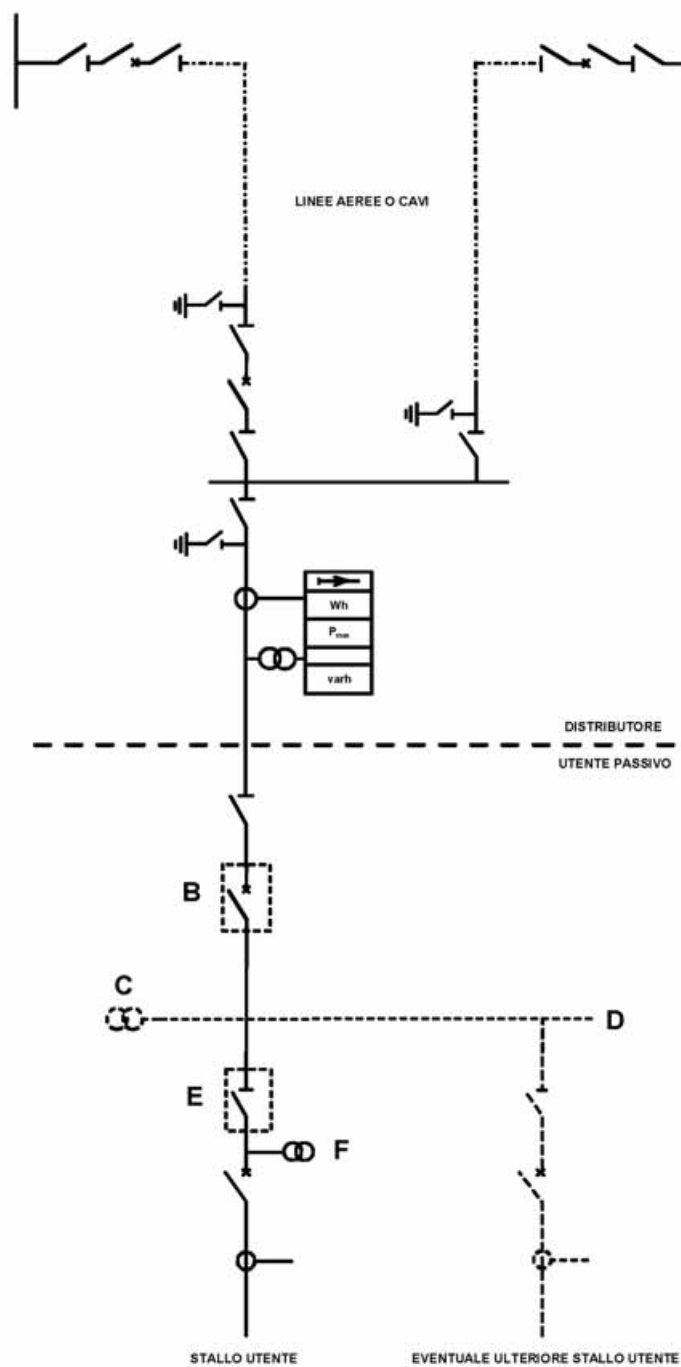 LINEE AEREE O CAVI
Wh
Pmax
varh
DISTRIBUTORE
UTENTE PASSIVO
B
C
D
E
F
STALLO UTENTE
EVENTUALE ULTERIORE STALLO UTENTE